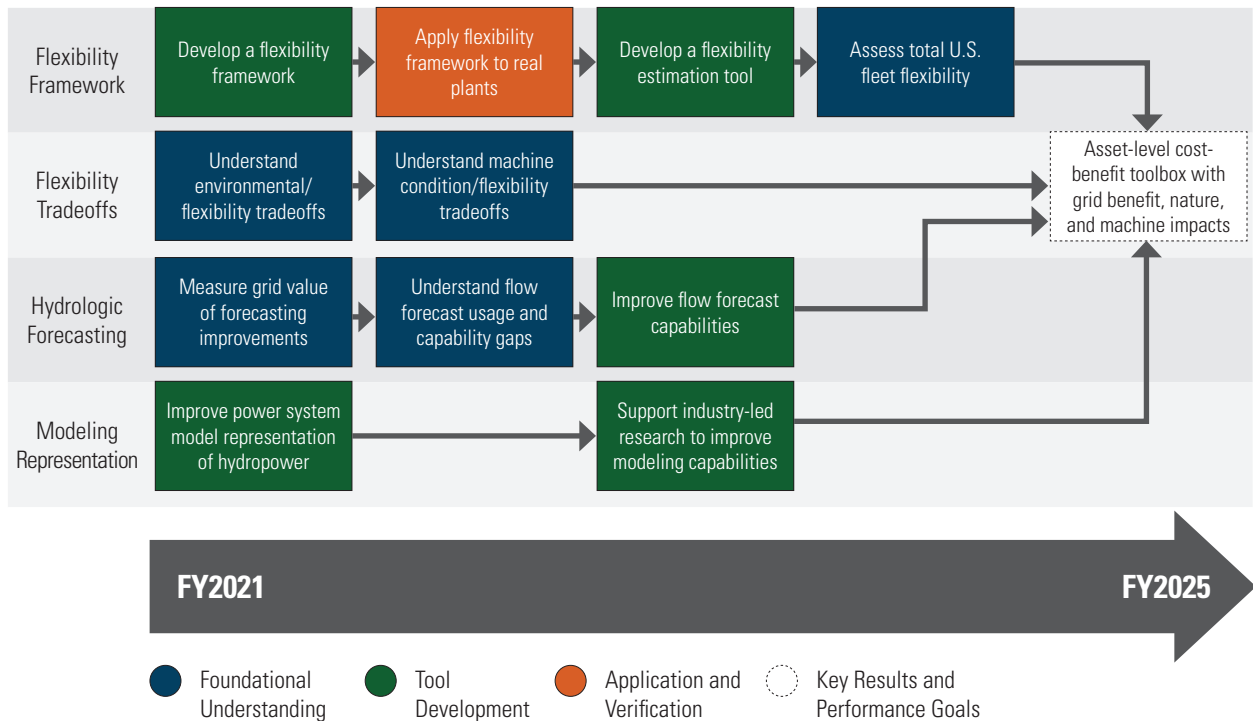 Flexibility
Framework
Develop a flexibility
framework
Apply flexibility
framework to real
plants
Develop a flexibility
estimation tool
Assess total U.S.
fleet flexibility
Flexibility
Tradeoffs
Understand
environmental/
flexibility tradeoffs
Understand machine
condition/flexibility
tradeoffs
Asset-level cost-
benefit toolbox with
grid benefit, nature,
and machine impacts
Hydrologic
Forecasting
Measure grid value
of forecasting
improvements
Understand flow
forecast usage and
capability gaps
Improve flow forecast
capabilities
Modeling
Representation
Improve power system
model representation
of hydropower
Support industry-led
research to improve
modeling capabilities
FY2021
FY2025
Foundational
Understanding
Tool
Development
Application and
Verification
Key Results and
Performance Goals